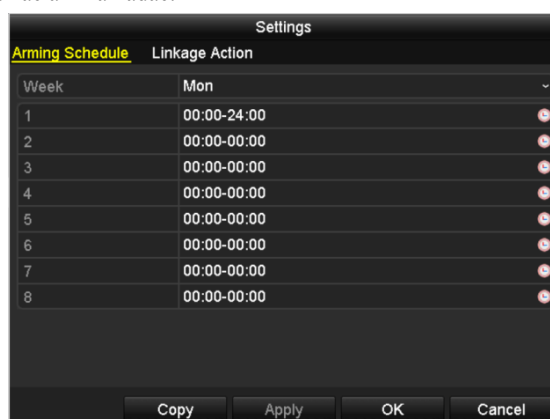 Settings
Arming Schedule Linkage Action
Week Mon
1 00:00-24:00
2 00:00-00:00
3 00:00-00:00
4 00:00-00:00
5 00:00-00:00
6 00:00-00:00
7 00:00-00:00
8 00:00-00:00
Copy Apply OK Cancel